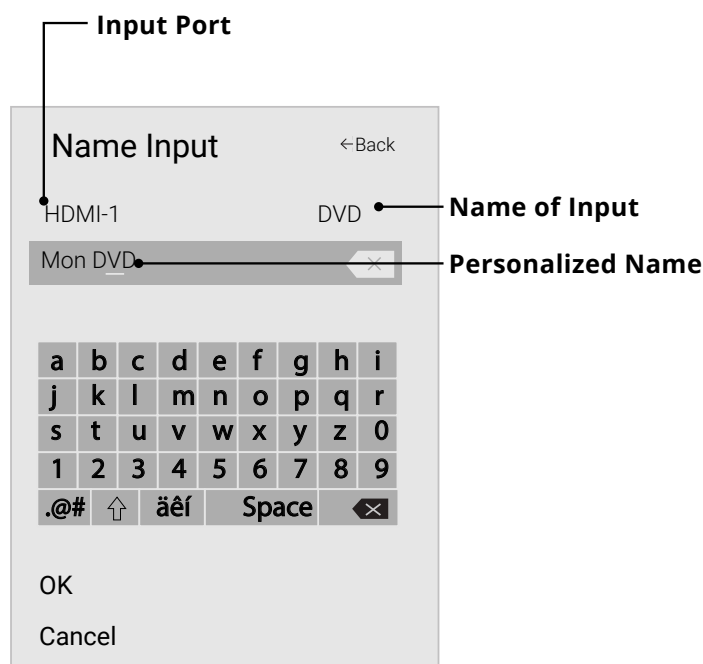 Input Port
Name Input ←Back
HDMI-1 DVD Name of Input
Mon DVD Personalized Name
a b c d e f g h i
j k l m n o p q r
s t u v w x y z 0
1 2 3 4 5 6 7 8 9
.@# äêí Space
OK
Cancel